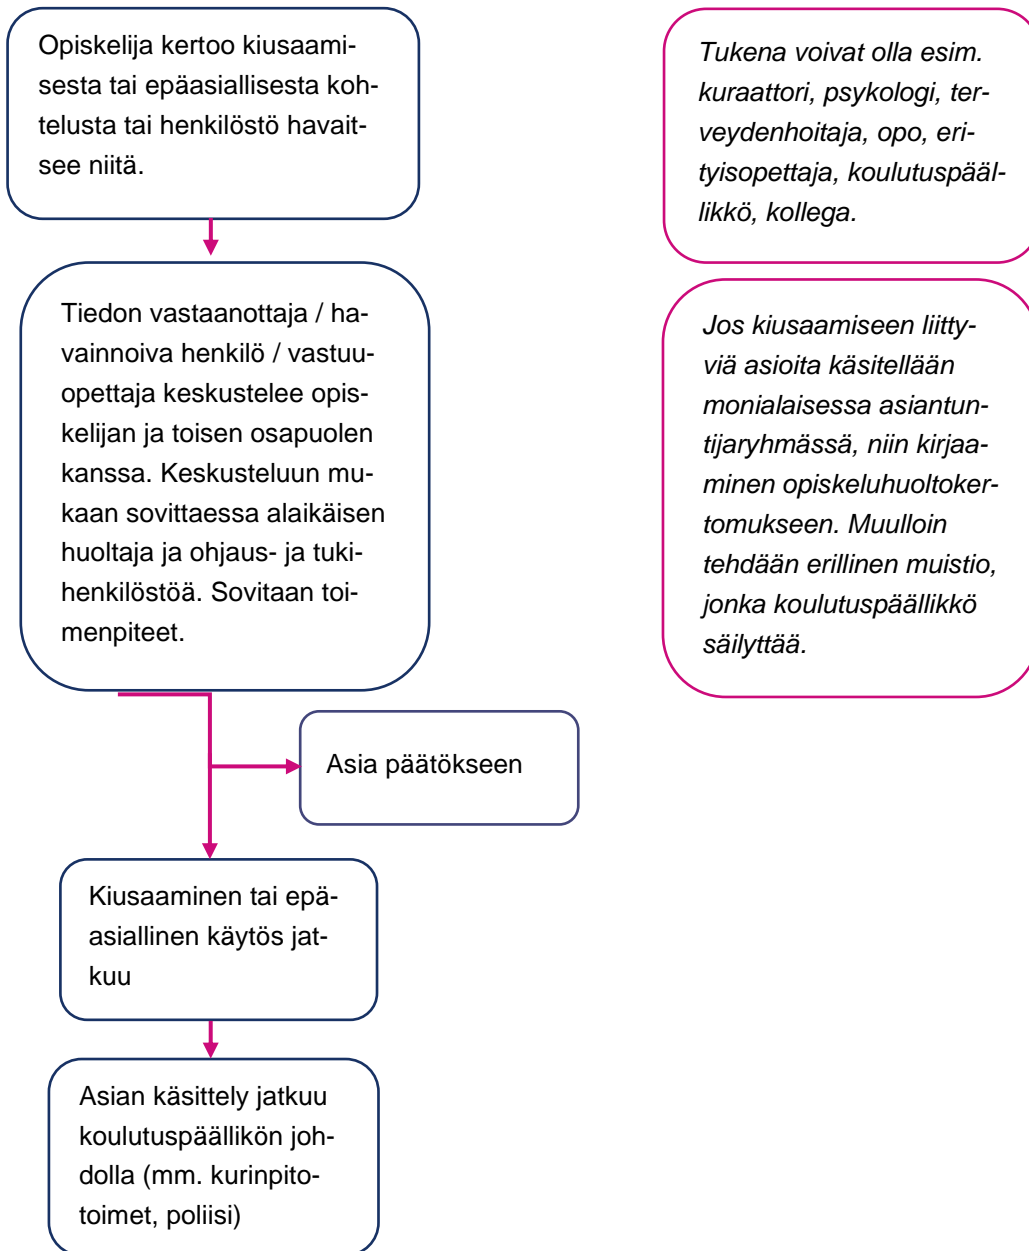 Opiskelija kertoo kiusaami-
sesta tai epäasiallisesta koh-
telusta tai henkilöstö havait-
see niitä.
Tukena voivat olla esim.
kuraattori, psykologi, ter-
veydenhoitaja, opo, eri-
tyisopettaja, koulutuspääl-
likkö, kollega.
Tiedon vastaanottaja / ha-
vainnoiva henkilö / vastuu-
opettaja keskustelee opis-
kelijan ja toisen osapuolen
kanssa. Keskusteluun mu-
kaan sovittaessa alaikäisen
huoltaja ja ohjaus- ja tuki-
henkilöstöä. Sovitaan toi-
menpiteet.
Jos kiusaamiseen liitty-
viä asioita käsitellään
monialaisessa asiantun-
tijaryhmässä, niin kirjaa-
minen opiskeluhuoltoker-
tomukseen. Muulloin
tehdään erillinen muistio,
jonka koulutuspäällikkö
säilyttää.
Asia päätökseen
Kiusaaminen tai epä-
asiallinen käytös jat-
kuu
Asian käsittely jatkuu
koulutuspäällikön joh-
dolla (mm. kurinpito-
toimet, poliisi)